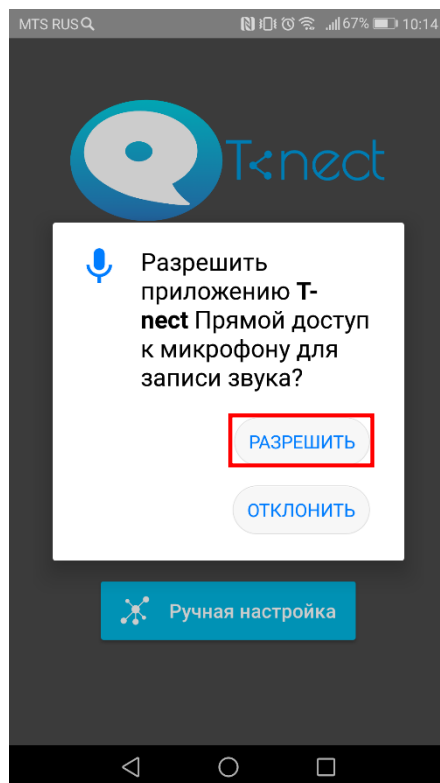 MTS RUS 67% 10:14
T-nect
Разрешить
приложению T-
nect Прямой доступ
к микрофону для
записи звука?
РАЗРЕШИТЬ
ОТКЛОНИТЬ
Ручная настройка